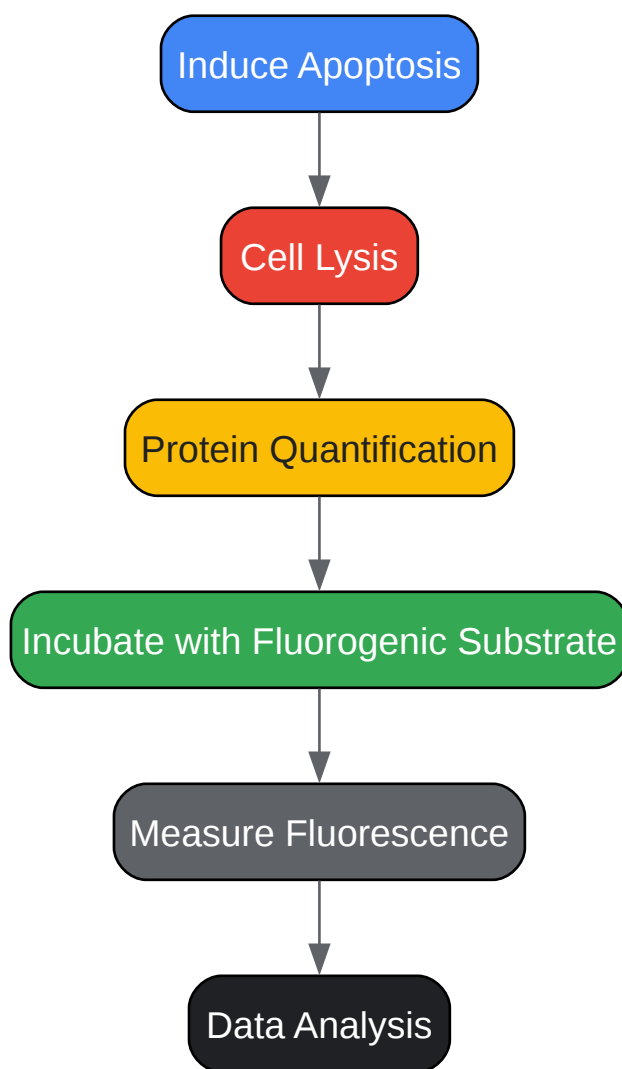 Induce Apoptosis
Cell Lysis
Protein Quantification
Incubate with Fluorogenic Substrate
Measure Fluorescence
Data Analysis